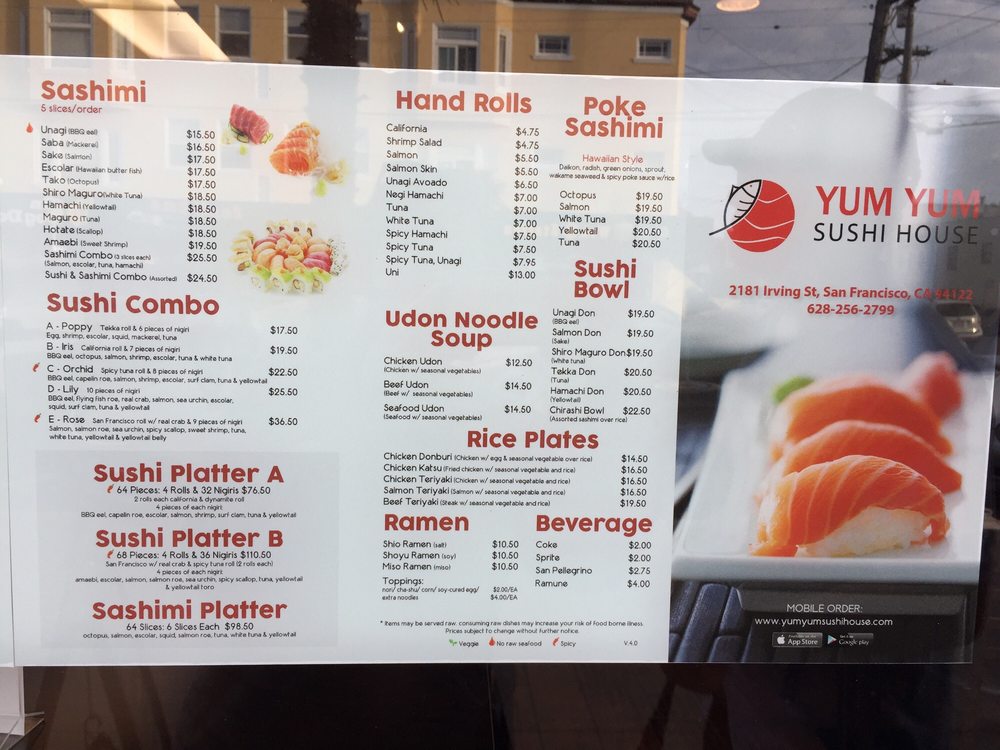 Sashimi
5 slices/order
Unagi (BBQ eel) $15.50
Saba (Mackerel) $16.50
Sake (Salmon) $17.50
Escolar (Hawaiian butter Fish) $17.50
Tako (Octopus) $17.50
Shiro Maguro (White Tuna) $18.50
Hamachi (Yellowtail) $18.50
Maguro (Tuna) $18.50
Hotate (Scallop) $18.50
Amaebi (Sweet Shrimp) $19.50
Sashimi Combo (3 slices each) $25.50
(Salmon, escolar, tuna, hamachi)
Sushi & Sashimi Combo (Assorted) $24.50
Sushi Combo
A - Poppy Tekka roll & 6 pieces of nigiri $17.50
Egg, shrimp, escolar, squid, mackerel, tuna
B - Iris California roll & 7 pieces of nigiri $19.50
BBQ eel, octopus, salmon, shrimp, escolar, tuna & white tuna
C - Orchid Spicy tuna roll & 8 pieces of nigiri $22.50
BBQ eel, capelin roe, salmon, shrimp, escolar, surf clam, tuna & yellowtail
D - Lily 10 pieces of nigiri $25.50
BBQ eel, flying fish roe, real crab, salmon, sea urchin, escolar,
squid, surf clam, tuna & yellowtail
E - Rose San Francisco roll w/ real crab & 9 pieces of nigiri $36.50
Salmon, salmon roe, sea urchin, spicy scallop, sweet shrimp, tuna,
white tuna, yellowtail & yellowtail belly
Sushi Platter A
64 Pieces: 4 Rolls & 32 Nigiris $76.50
2 rolls each california & dynamite roll
4 pieces of each nigiri:
BBQ eel, capelin roe, escolar, salmon, shrimp, surf clam, tuna & yellowtail
Sushi Platter B
68 Pieces: 4 Rolls & 36 Nigiris $110.50
San Francisco w/ real crab & spicy tuna roll (2 rolls each)
4 pieces of each nigiri:
amaebi, escolar, salmon, salmon roe, sea urchin, spicy scallop, tuna, yellowtail
& yellowtail toro
Sashimi Platter
64 Slices: 6 Slices Each $98.50
octopus, salmon, escolar, squid, salmon roe, tuna, white tuna & yellowtail
Hand Rolls
California $4.75
Shrimp Salad $4.75
Salmon $5.50
Salmon Skin $5.50
Unagi Avoado $6.50
Negi Hamachi $7.00
Tuna $7.00
White Tuna $7.00
Spicy Hamachi $7.50
Spicy Tuna $7.50
Spicy Tuna, Unagi $7.95
Uni $13.00
Poke
Sashimi
Hawaiian Style
Daikon, radish, green onions, sprout,
wakame seaweed & spicy poke sauce w/rice
Octopus $19.50
Salmon $19.50
White Tuna $19.50
Yellowtail $20.50
Tuna $20.50
Udon Noodle
Soup
Chicken Udon $12.50
(Chicken w/ seasonal vegetables)
Beef Udon $14.50
(Beef w/ seasonal vegetables)
Seafood Udon $14.50
(Seafood w/ seasonal vegetables)
Sushi
Bowl
Unagi Don $19.50
(BBQ eel)
Salmon Don $19.50
(Sake)
Shiro Maguro Don $19.50
(White tuna)
Tekka Don $20.50
(Tuna)
Hamachi Don $20.50
(Yellowtail)
Chirashi Bowl $22.50
(Assorted sashimi over rice)
Rice Plates
Chicken Donburi (Chicken w/ egg & seasonal vegetable over rice) $14.50
Chicken Katsu (Fried chicken w/ seasonal vegetable and rice) $16.50
Chicken Teriyaki (Chicken w/ seasonal vegetable and rice) $16.50
Salmon Teriyaki (Salmon w/ seasonal vegetable and rice) $16.50
Beef Teriyaki (Steak w/ seasonal vegetable and rice) $19.50
Ramen
Shio Ramen (salt) $10.50
Shoyu Ramen (soy) $10.50
Miso Ramen (miso) $10.50
Toppings:
nori/ cha-shu/ corn/ soy-cured egg/ $2.00/EA
extra noodles $4.00/EA
Beverage
Coke $2.00
Sprite $2.00
San Pellegrino $2.75
Ramune $4.00
* Items may be served raw. consuming raw dishes may increase your risk of food borne illness.
Prices subject to change without further notice.
Veggie No raw seafood Spicy V.4.0
YUM YUM
SUSHI HOUSE
2181 Irving St, San Francisco, CA 94122
628-256-2799
MOBILE ORDER:
www.yumyumsushihouse.com
App Store
Google play